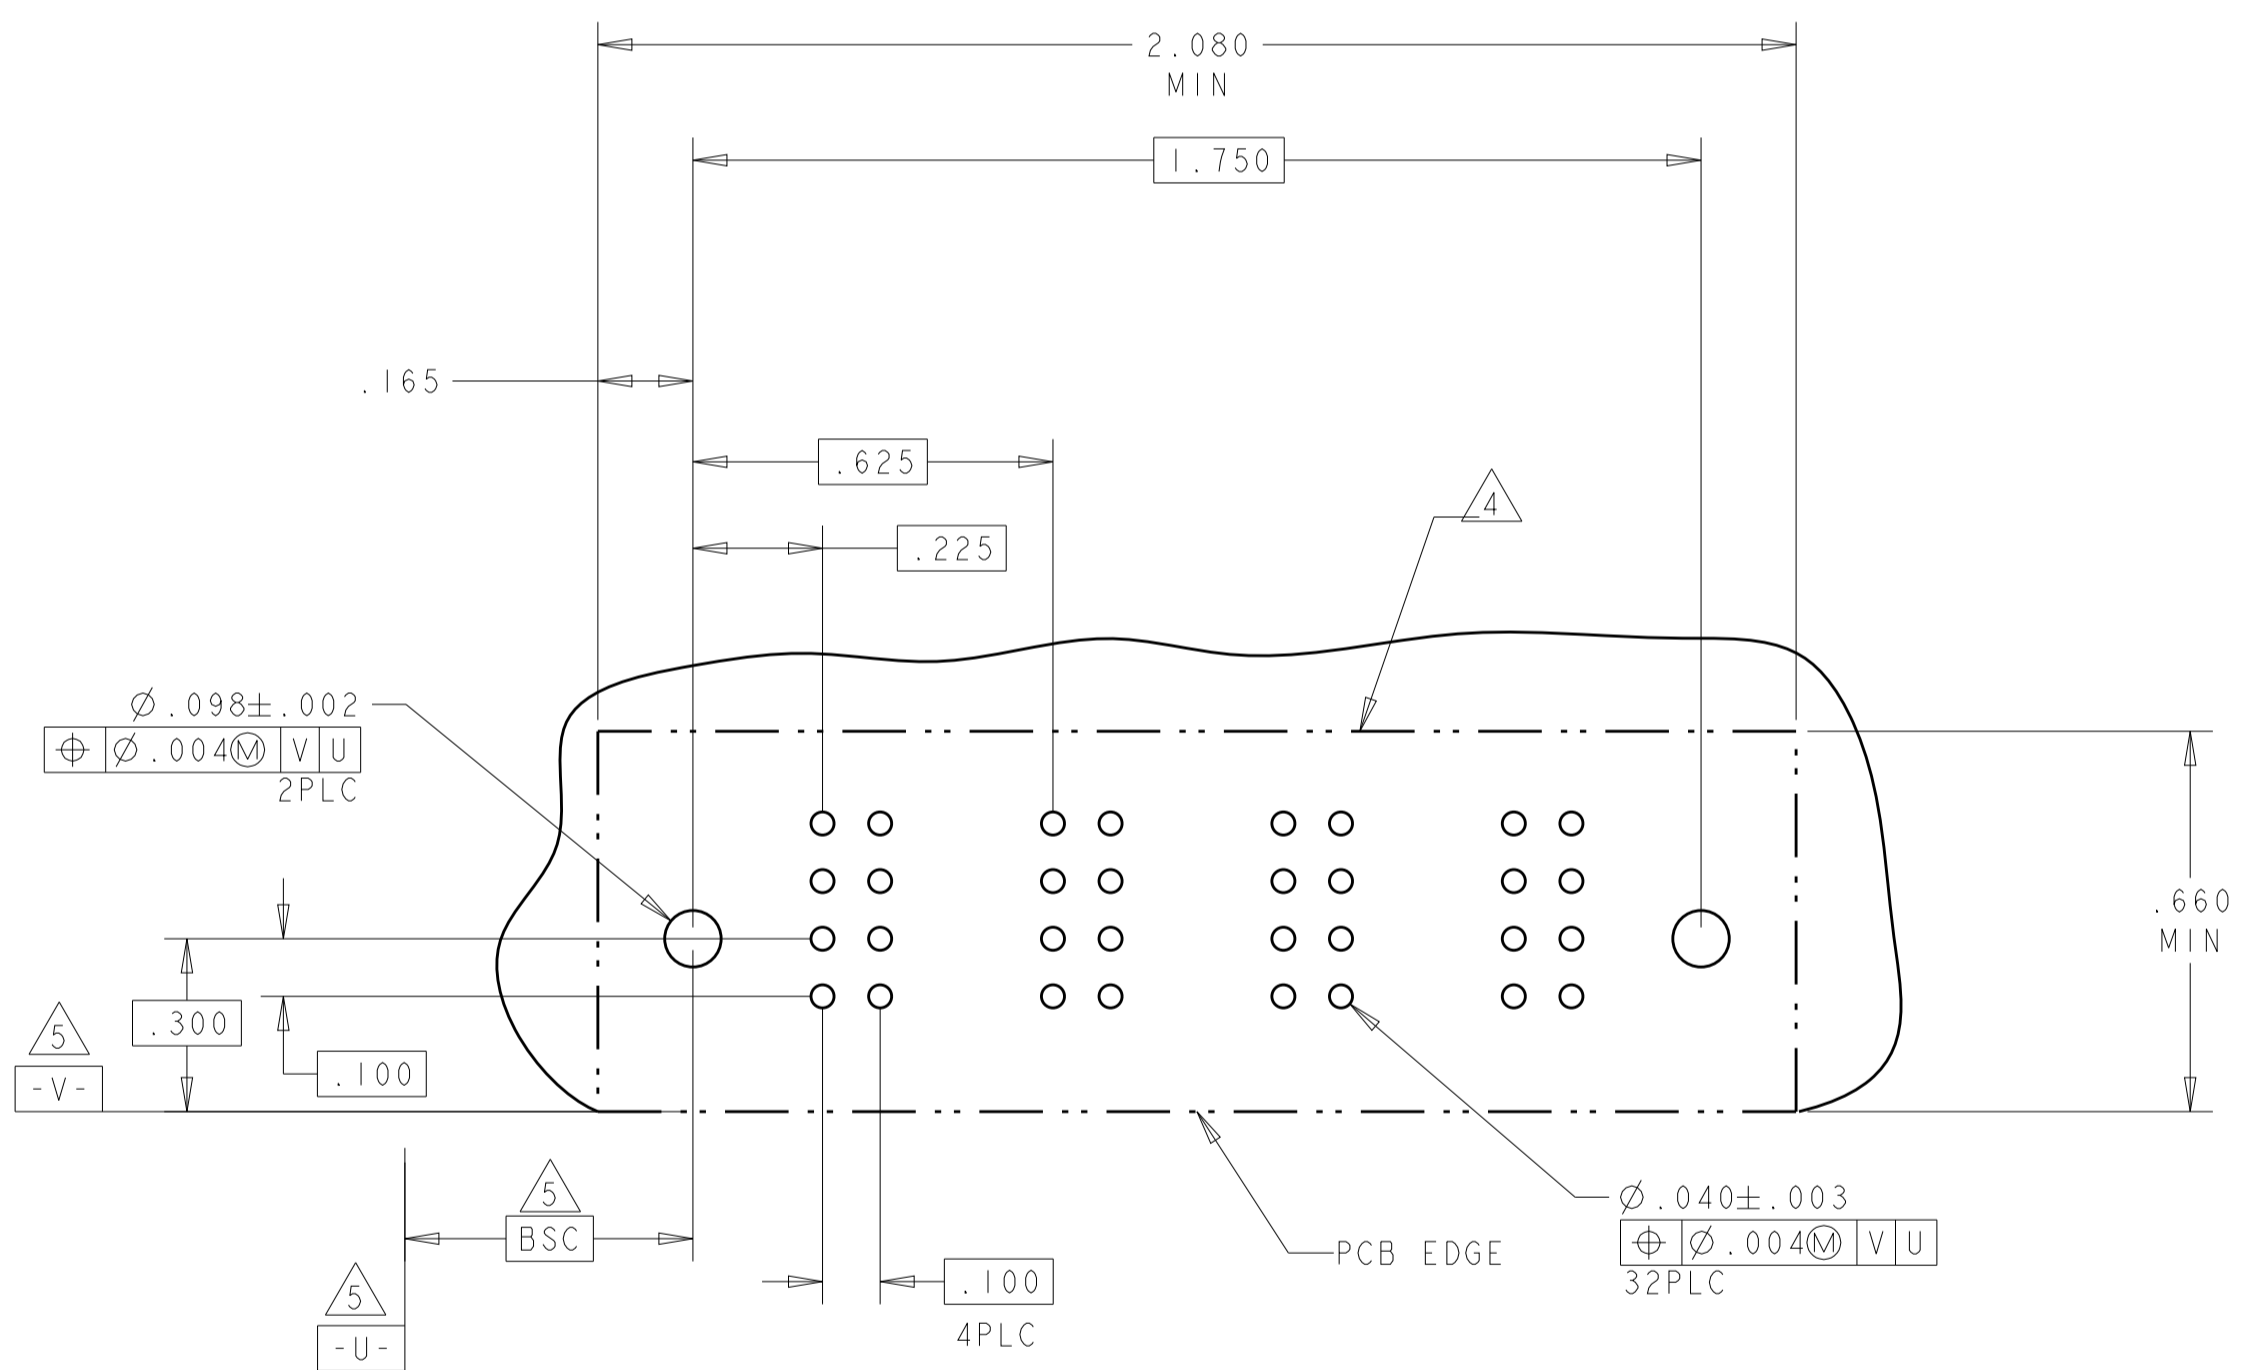 2.080
MIN
1.750
.165
.625
.225
4
Ø.098±.002
⌖ Ø.004Ⓜ V U
2PLC
.660
MIN
5
-V-
.300
.100
5
BSC
5
-U-
.100
4PLC
PCB EDGE
Ø.040±.003
⌖ Ø.004Ⓜ V U
32PLC